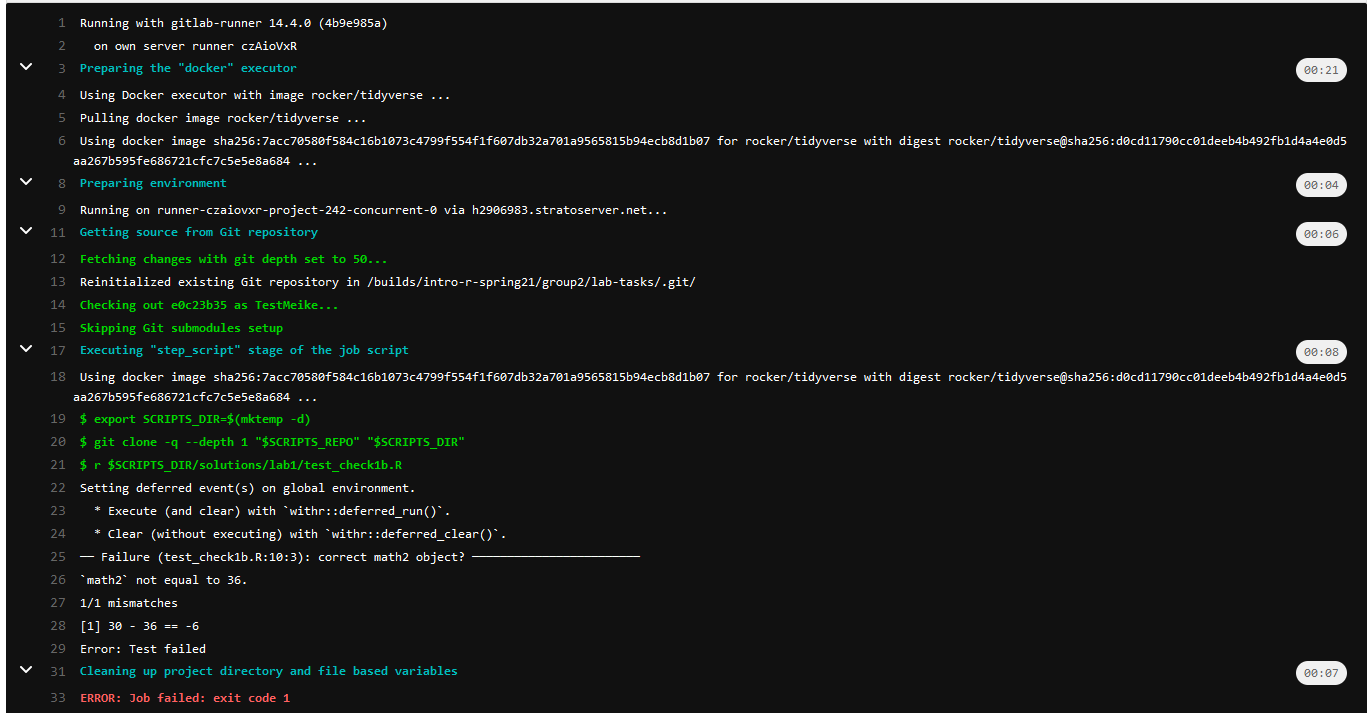 1 Running with gitlab-runner 14.4.0 (4b9e985a)
2 on own server runner czAioVxR
3 Preparing the "docker" executor 00:21
4 Using Docker executor with image rocker/tidyverse ...
5 Pulling docker image rocker/tidyverse ...
6 Using docker image sha256:7acc70580f584c16b1073c4799f554f1f607db32a701a9565815b94ecb8d1b07 for rocker/tidyverse with digest rocker/tidyverse@sha256:d0cd11790cc01deeb4b492fb1d4a4e0d5
aa267b595fe686721cfc7c5e5e8a684 ...
8 Preparing environment 00:04
9 Running on runner-czaiovxr-project-242-concurrent-0 via h2906983.stratoserver.net...
11 Getting source from Git repository 00:06
12 Fetching changes with git depth set to 50...
13 Reinitialized existing Git repository in /builds/intro-r-spring21/group2/lab-tasks/.git/
14 Checking out e0c23b35 as TestMeike...
15 Skipping Git submodules setup
17 Executing "step_script" stage of the job script 00:08
18 Using docker image sha256:7acc70580f584c16b1073c4799f554f1f607db32a701a9565815b94ecb8d1b07 for rocker/tidyverse with digest rocker/tidyverse@sha256:d0cd11790cc01deeb4b492fb1d4a4e0d5
aa267b595fe686721cfc7c5e5e8a684 ...
19 $ export SCRIPTS_DIR=$(mktemp -d)
20 $ git clone -q --depth 1 "$SCRIPTS_REPO" "$SCRIPTS_DIR"
21 $ r $SCRIPTS_DIR/solutions/lab1/test_check1b.R
22 Setting deferred event(s) on global environment.
23 * Execute (and clear) with `withr::deferred_run()`.
24 * Clear (without executing) with `withr::deferred_clear()`.
25 ── Failure (test_check1b.R:10:3): correct math2 object? ────────────────────────
26 `math2` not equal to 36.
27 1/1 mismatches
28 [1] 30 - 36 == -6
29 Error: Test failed
31 Cleaning up project directory and file based variables 00:07
33 ERROR: Job failed: exit code 1